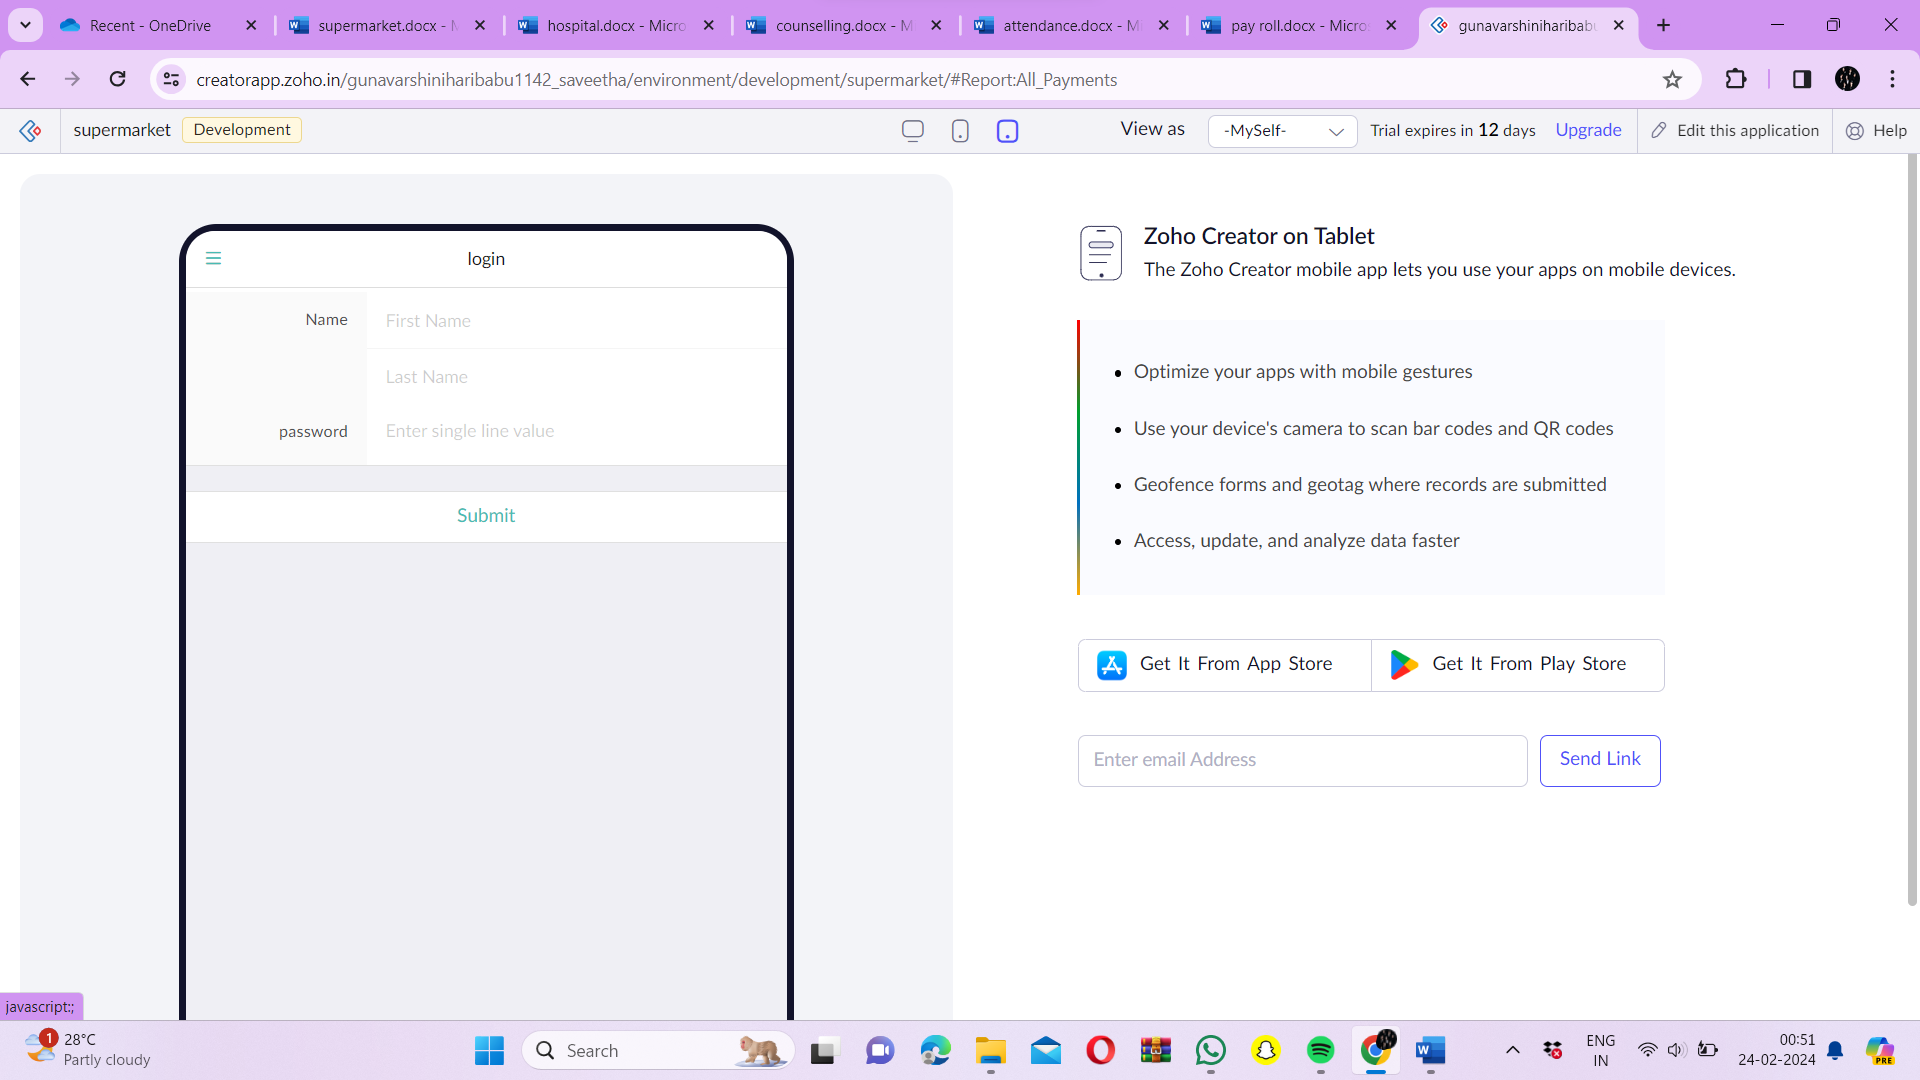 Recent - OneDrive
supermarket.docx - M
hospital.docx - Micro
counselling.docx - M
attendance.docx - Mi
pay roll.docx - Micros
gunavarshiniharibabu
creatorapp.zoho.in/gunavarshiniharibabu1142_saveetha/environment/development/supermarket/#Report:All_Payments
supermarket
Development
View as
-MySelf-
Trial expires in 12 days
Upgrade
Edit this application
Help
login
Name
First Name
Last Name
password
Enter single line value
Submit
Zoho Creator on Tablet
The Zoho Creator mobile app lets you use your apps on mobile devices.
• Optimize your apps with mobile gestures
• Use your device's camera to scan bar codes and QR codes
• Geofence forms and geotag where records are submitted
• Access, update, and analyze data faster
Get It From App Store
Get It From Play Store
Enter email Address
Send Link
javascript:;
1
28°C
Partly cloudy
Search
ENG
IN
00:51
24-02-2024
PRE